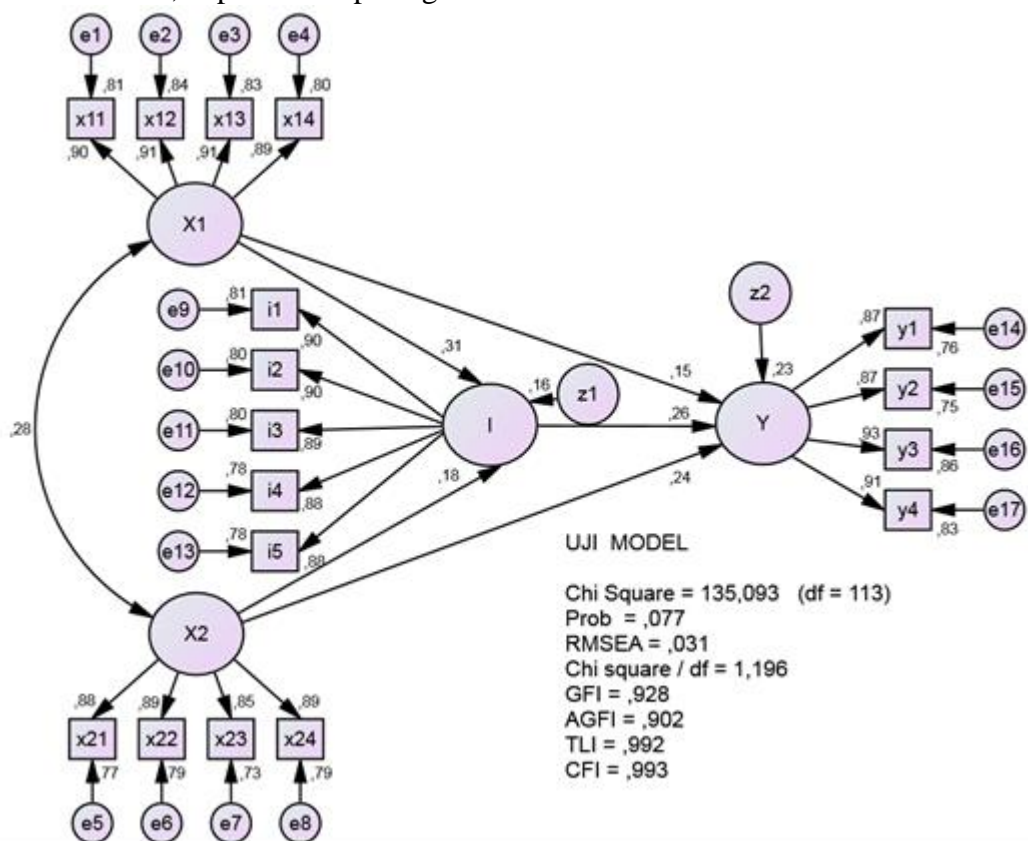 e1 e2 e3 e4
,81 ,84 ,83 ,80
x11 x12 x13 x14
,90 ,91 ,91 ,89
X1
e9 ,81 i1 ,90
e10 ,80 i2 ,90
e11 ,80 i3 ,89
e12 ,78 i4 ,88
e13 ,78 i5 ,88
,28
,31
,15
,16 z1
I
,26
,18
,24
z2
,23
Y
,87 y1 ,76 e14
,87 y2 ,75 e15
,93 y3 ,86 e16
,91 y4 ,83 e17
X2
,88 ,89 ,85 ,89
x21 x22 x23 x24
,77 ,79 ,73 ,79
e5 e6 e7 e8
UJI MODEL
Chi Square = 135,093 (df = 113)
Prob = ,077
RMSEA = ,031
Chi square / df = 1,196
GFI = ,928
AGFI = ,902
TLI = ,992
CFI = ,993